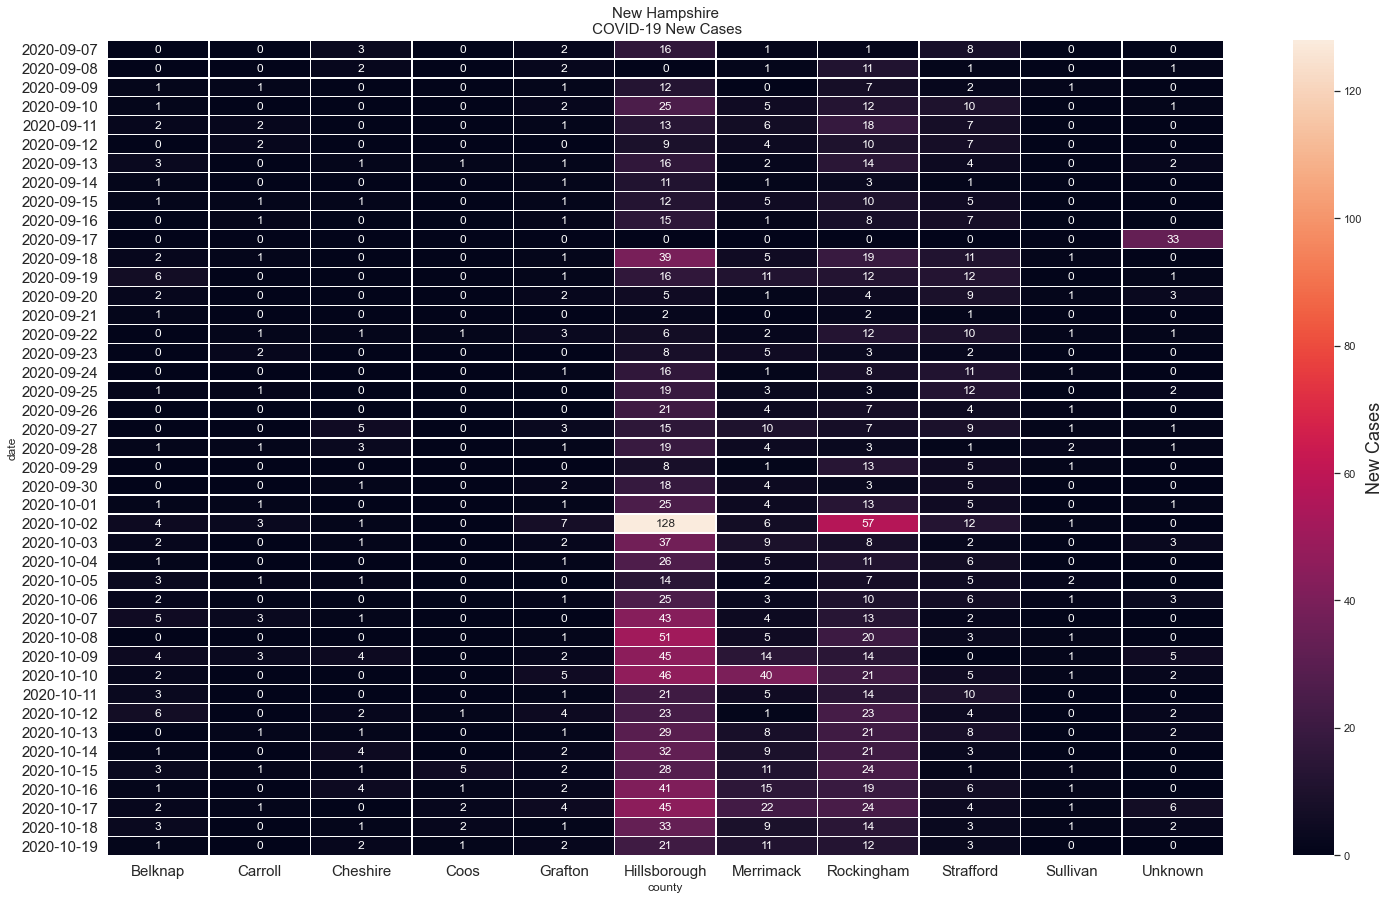 New Hampshire
COVID-19 New Cases
2020-09-07 0 0 3 0 2 16 1 1 8 0 0
2020-09-08 0 0 2 0 2 0 1 11 1 0 1
2020-09-09 1 1 0 0 1 12 0 7 2 1 0
2020-09-10 1 0 0 0 2 25 5 12 10 0 1
2020-09-11 2 2 0 0 1 13 6 18 7 0 0
2020-09-12 0 2 0 0 0 9 4 10 7 0 0
2020-09-13 3 0 1 1 1 16 2 14 4 0 2
2020-09-14 1 0 0 0 1 11 1 3 1 0 0
2020-09-15 1 1 1 0 1 12 5 10 5 0 0
2020-09-16 0 1 0 0 1 15 1 8 7 0 0
2020-09-17 0 0 0 0 0 0 0 0 0 0 33
2020-09-18 2 1 0 0 1 39 5 19 11 1 0
2020-09-19 6 0 0 0 1 16 11 12 12 0 1
2020-09-20 2 0 0 0 2 5 1 4 9 1 3
2020-09-21 1 0 0 0 0 2 0 2 1 0 0
2020-09-22 0 1 1 1 3 6 2 12 10 1 1
2020-09-23 0 2 0 0 0 8 5 3 2 0 0
2020-09-24 0 0 0 0 1 16 1 8 11 1 0
2020-09-25 1 1 0 0 0 19 3 3 12 0 2
2020-09-26 0 0 0 0 0 21 4 7 4 1 0
2020-09-27 0 0 5 0 3 15 10 7 9 1 1
2020-09-28 1 1 3 0 1 19 4 3 1 2 1
2020-09-29 0 0 0 0 0 8 1 13 5 1 0
2020-09-30 0 0 1 0 2 18 4 3 5 0 0
2020-10-01 1 1 0 0 1 25 4 13 5 0 1
2020-10-02 4 3 1 0 7 128 6 57 12 1 0
2020-10-03 2 0 1 0 2 37 9 8 2 0 3
2020-10-04 1 0 0 0 1 26 5 11 6 0 0
2020-10-05 3 1 1 0 0 14 2 7 5 2 0
2020-10-06 2 0 0 0 1 25 3 10 6 1 3
2020-10-07 5 3 1 0 0 43 4 13 2 0 0
2020-10-08 0 0 0 0 1 51 5 20 3 1 0
2020-10-09 4 3 4 0 2 45 14 14 0 1 5
2020-10-10 2 0 0 0 5 46 40 21 5 1 2
2020-10-11 3 0 0 0 1 21 5 14 10 0 0
2020-10-12 6 0 2 1 4 23 1 23 4 0 2
2020-10-13 0 1 1 0 1 29 8 21 8 0 2
2020-10-14 1 0 4 0 2 32 9 21 3 0 0
2020-10-15 3 1 1 5 2 28 11 24 1 1 0
2020-10-16 1 0 4 1 2 41 15 19 6 1 0
2020-10-17 2 1 0 2 4 45 22 24 4 1 6
2020-10-18 3 0 1 2 1 33 9 14 3 1 2
2020-10-19 1 0 2 1 2 21 11 12 3 0 0
Belknap Carroll Cheshire Coos Grafton Hillsborough Merrimack Rockingham Strafford Sullivan Unknown
county
date
120
100
80
60
40
20
0
New Cases